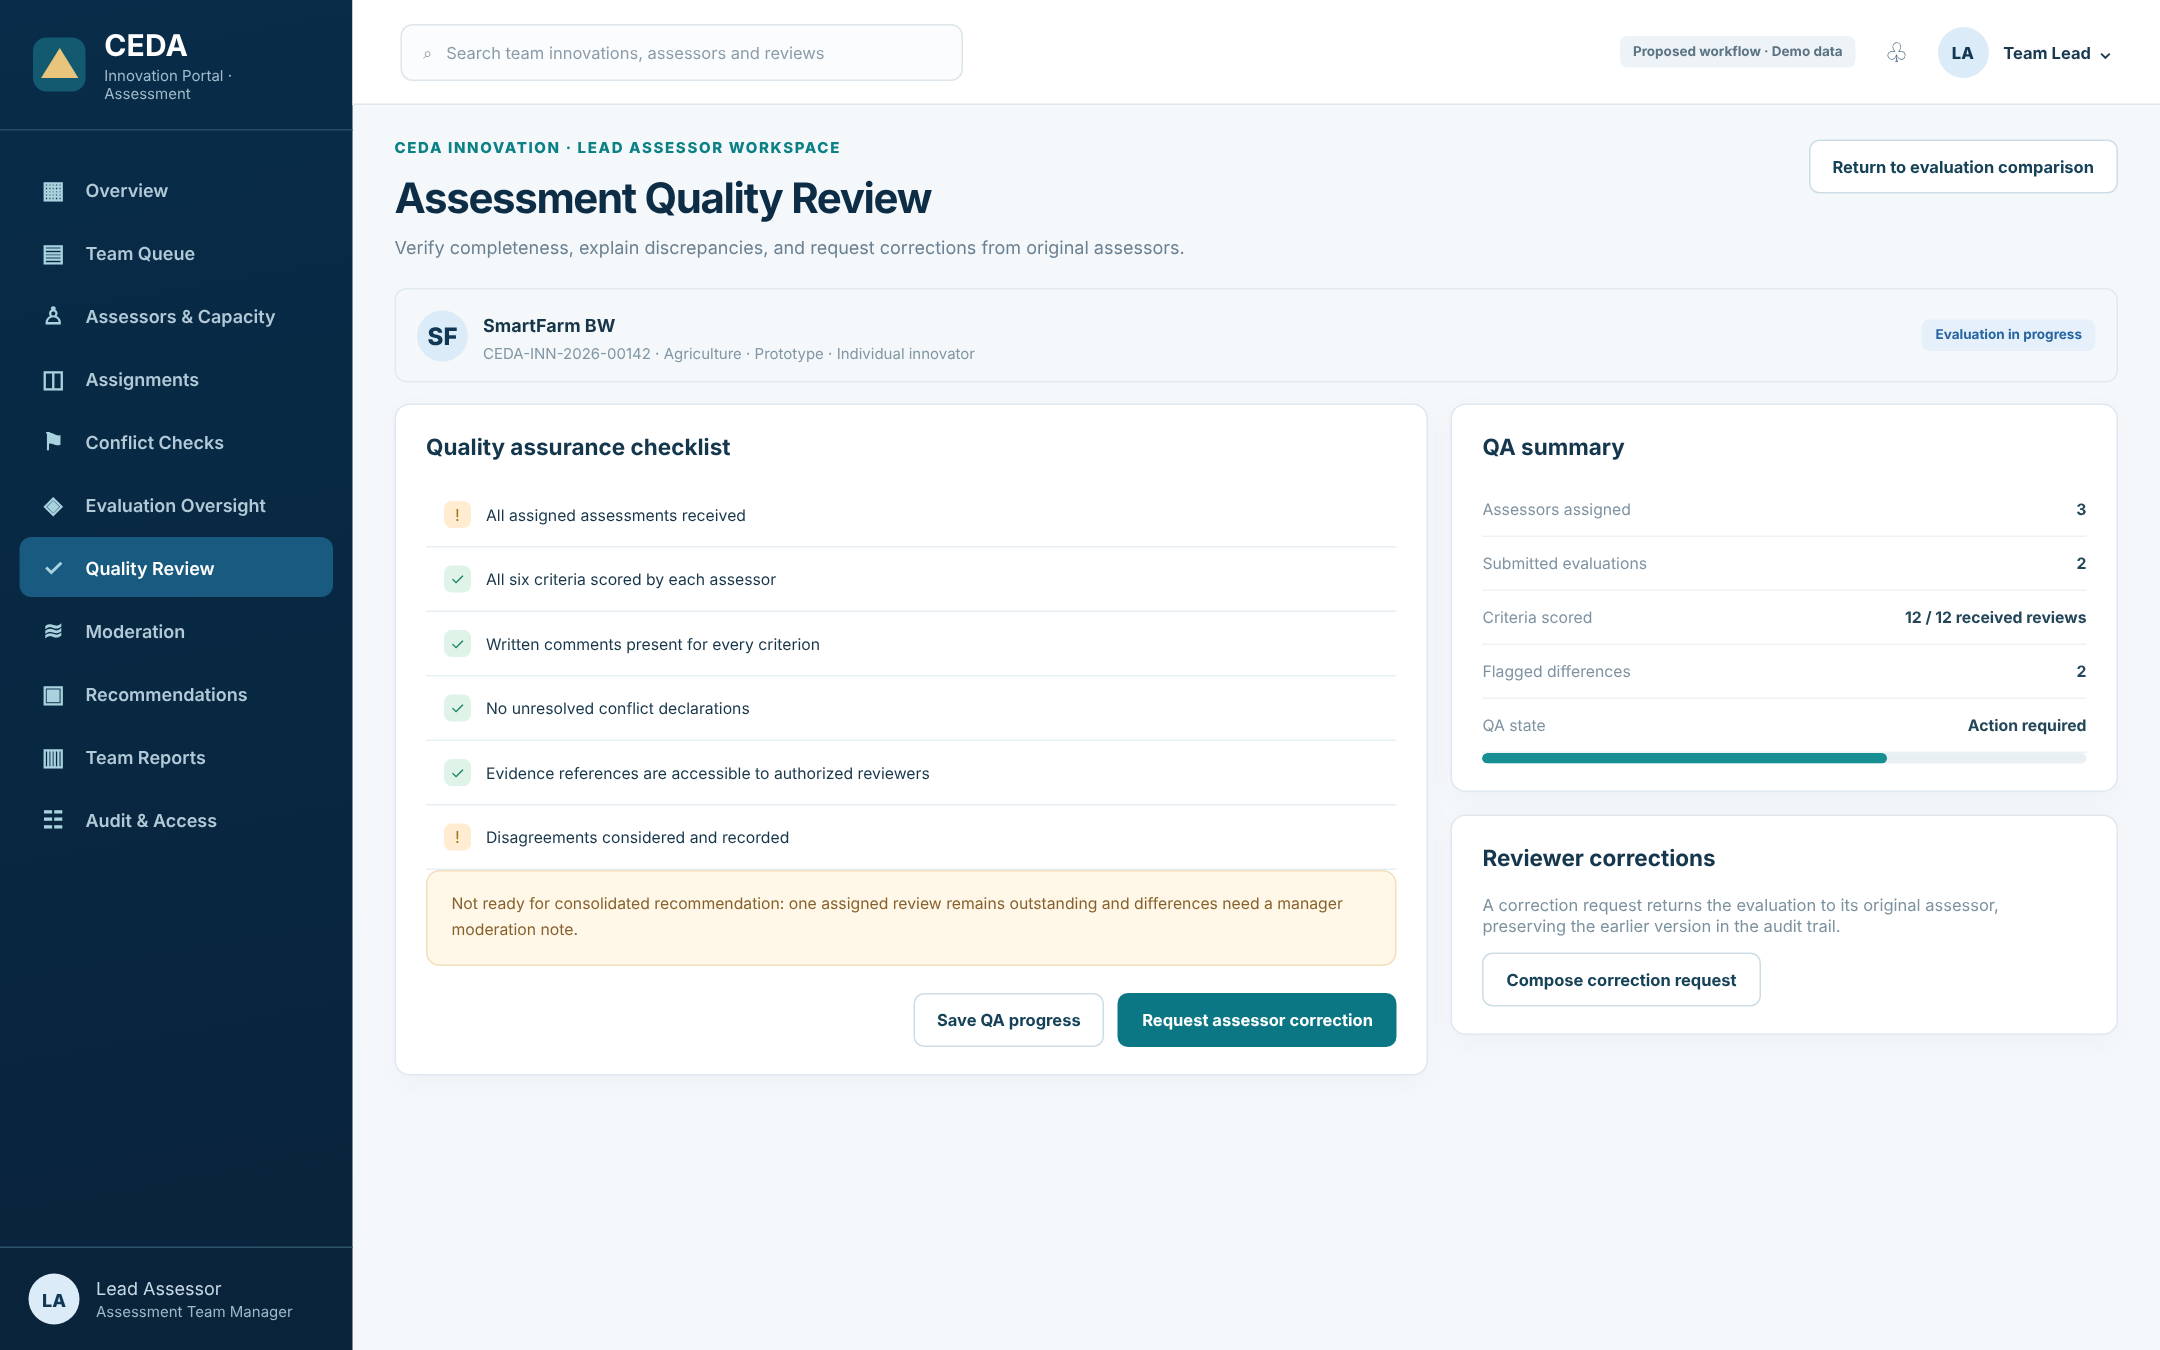 CEDA
Innovation Portal ·
Assessment
Overview
Team Queue
Assessors & Capacity
Assignments
Conflict Checks
Evaluation Oversight
Quality Review
Moderation
Recommendations
Team Reports
Audit & Access
LA
Lead Assessor
Assessment Team Manager
Search team innovations, assessors and reviews
Proposed workflow · Demo data
LA
Team Lead
CEDA INNOVATION · LEAD ASSESSOR WORKSPACE
Assessment Quality Review
Verify completeness, explain discrepancies, and request corrections from original assessors.
Return to evaluation comparison
SF
SmartFarm BW
CEDA-INN-2026-00142 · Agriculture · Prototype · Individual innovator
Evaluation in progress
Quality assurance checklist
! All assigned assessments received
✓ All six criteria scored by each assessor
✓ Written comments present for every criterion
✓ No unresolved conflict declarations
✓ Evidence references are accessible to authorized reviewers
! Disagreements considered and recorded
Not ready for consolidated recommendation: one assigned review remains outstanding and differences need a manager
moderation note.
Save QA progress
Request assessor correction
QA summary
Assessors assigned 3
Submitted evaluations 2
Criteria scored 12 / 12 received reviews
Flagged differences 2
QA state Action required
Reviewer corrections
A correction request returns the evaluation to its original assessor,
preserving the earlier version in the audit trail.
Compose correction request